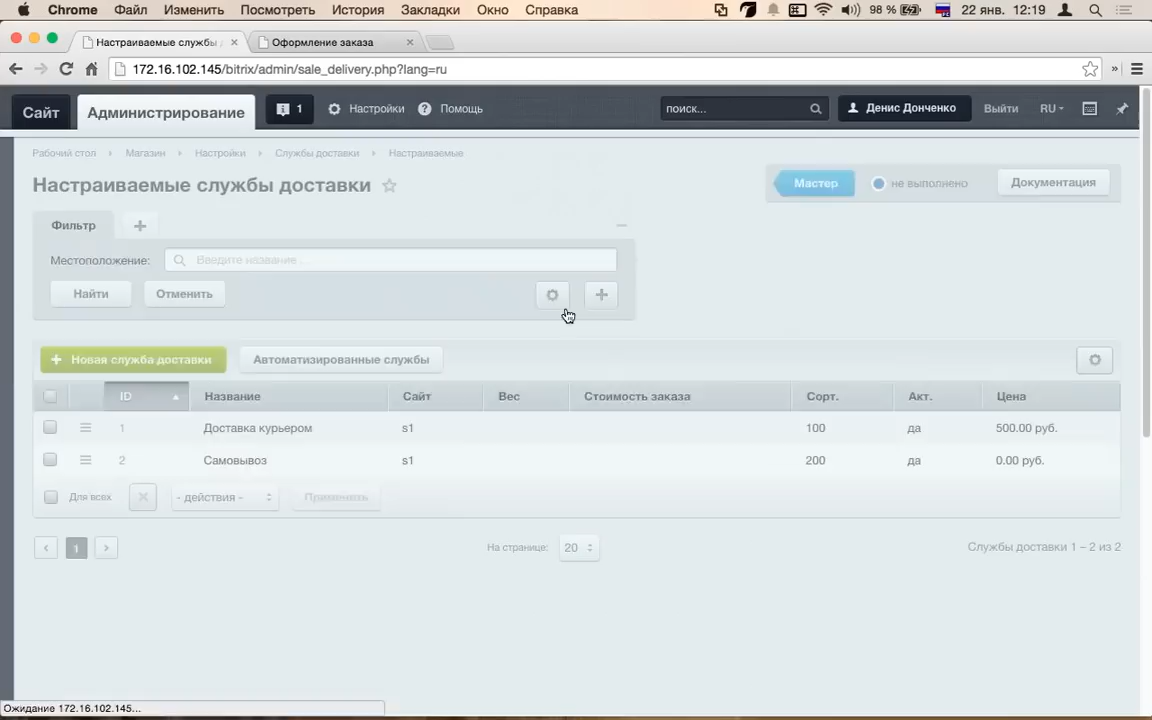 Chrome Файл Изменить Посмотреть История Закладки Окно Справка 98 % 22 янв. 12:19
Настраиваемые службы Оформление заказа
172.16.102.145/bitrix/admin/sale_delivery.php?lang=ru »
Сайт Администрирование 1 Настройки Помощь поиск... Денис Донченко Выйти RU
Рабочий стол Магазин Настройки Службы доставки Настраиваемые
Настраиваемые службы доставки Мастер не выполнено Документация
Фильтр
Местоположение: Введите название ..
Найти Отменить
Новая служба доставки Автоматизированные службы
ID Название Сайт Вес Стоимость заказа Сорт. Акт. Цена
1 Доставка курьером s1 100 да 500.00 руб.
2 Самовывоз s1 200 да 0.00 руб.
Для всех - действия - Применить
1 На странице: 20 Службы доставки 1 – 2 из 2
Ожидание 172.16.102.145...